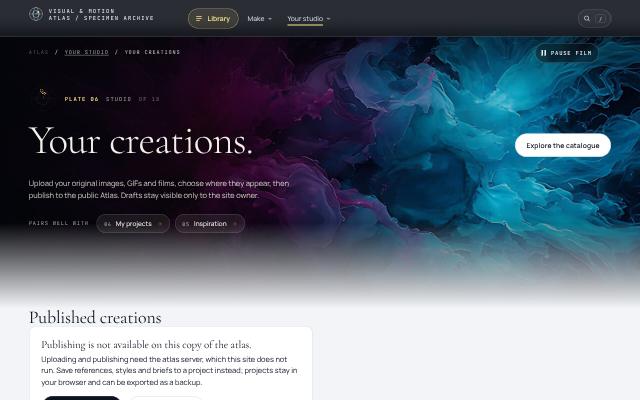 VISUAL & MOTION
ATLAS / SPECIMEN ARCHIVE
Library
Make
Your studio
/
ATLAS / YOUR STUDIO / YOUR CREATIONS
PAUSE FILM
PLATE 06 STUDIO OF 13
Your creations.
Explore the catalogue
Upload your original images, GIFs and films, choose where they appear, then
publish to the public Atlas. Drafts stay visible only to the site owner.
PAIRS WELL WITH
04 My projects
05 Inspiration
Published creations
Publishing is not available on this copy of the atlas.
Uploading and publishing need the atlas server, which this site does not
run. Save references, styles and briefs to a project instead; projects stay in
your browser and can be exported as a backup.